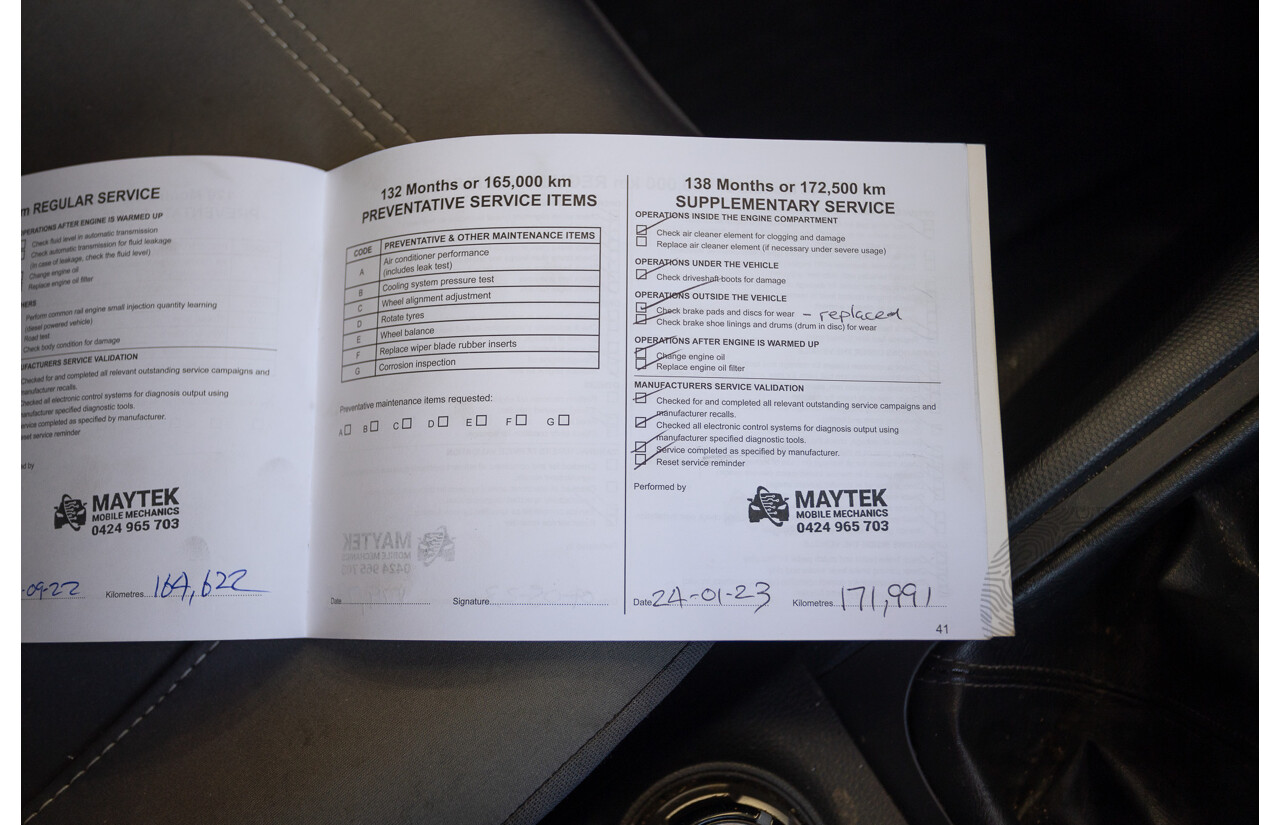 m REGULAR SERVICE
OPERATIONS AFTER ENGINE IS WARMED UP
Check fluid level in automatic transmission
Check automatic transmission for fluid leakage
(in case of leakage, check the fluid level)
Change engine oil
Replace engine oil filter
HERS
Perform common rail engine small injection quantity learning
(diesel powered vehicle)
Road test
Check body condition for damage
UFACTURERS SERVICE VALIDATION
Checked for and completed all relevant outstanding service campaigns and
manufacturer recalls.
Checked all electronic control systems for diagnosis output using
manufacturer specified diagnostic tools.
ervice completed as specified by manufacturer.
eset service reminder
ed by
MAYTEK
MOBILE MECHANICS
0424 965 703
-09-22 Kilometres 164,622
132 Months or 165,000 km
PREVENTATIVE SERVICE ITEMS
CODE PREVENTATIVE & OTHER MAINTENANCE ITEMS
A Air conditioner performance
(includes leak test)
B Cooling system pressure test
C Wheel alignment adjustment
D Rotate tyres
E Wheel balance
F Replace wiper blade rubber inserts
G Corrosion inspection
Preventative maintenance items requested:
A B C D E F G
Date Signature
138 Months or 172,500 km
SUPPLEMENTARY SERVICE
OPERATIONS INSIDE THE ENGINE COMPARTMENT
Check air cleaner element for clogging and damage
Replace air cleaner element (if necessary under severe usage)
OPERATIONS UNDER THE VEHICLE
Check driveshaft boots for damage
OPERATIONS OUTSIDE THE VEHICLE
Check brake pads and discs for wear - replaced
Check brake shoe linings and drums (drum in disc) for wear
OPERATIONS AFTER ENGINE IS WARMED UP
Change engine oil
Replace engine oil filter
MANUFACTURERS SERVICE VALIDATION
Checked for and completed all relevant outstanding service campaigns and
manufacturer recalls.
Checked all electronic control systems for diagnosis output using
manufacturer specified diagnostic tools.
Service completed as specified by manufacturer.
Reset service reminder
Performed by
MAYTEK
MOBILE MECHANICS
0424 965 703
Date 24-01-23 Kilometres 171,991
41